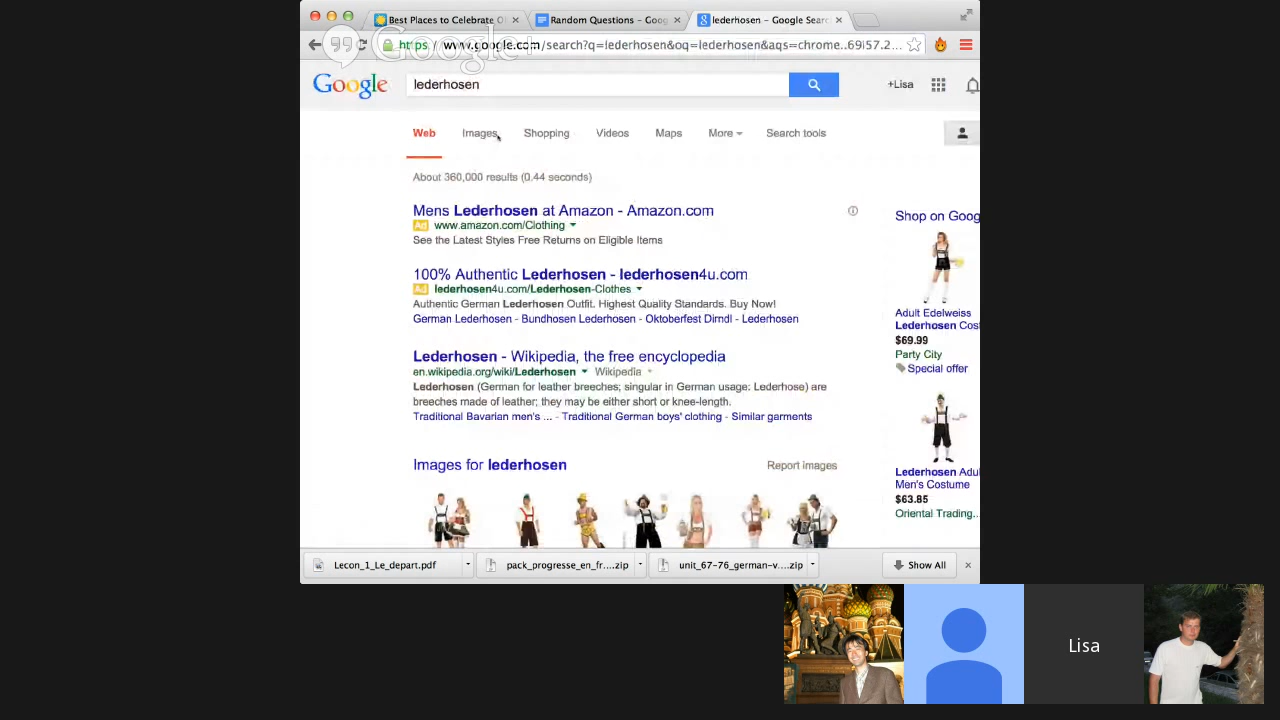 Best Places to Celebrate O
Random Questions - Goog
lederhosen - Google Searc
Google+
https://www.google.com/search?q=lederhosen&oq=lederhosen&aqs=chrome..69i57.2...
Google
lederhosen
+Lisa
Web Images Shopping Videos Maps More Search tools
About 360,000 results (0.44 seconds)
Mens Lederhosen at Amazon - Amazon.com
Ad www.amazon.com/Clothing
See the Latest Styles Free Returns on Eligible Items
100% Authentic Lederhosen - lederhosen4u.com
Ad lederhosen4u.com/Lederhosen-Clothes
Authentic German Lederhosen Outfit. Highest Quality Standards. Buy Now!
German Lederhosen - Bundhosen Lederhosen - Oktoberfest Dirndl - Lederhosen
Lederhosen - Wikipedia, the free encyclopedia
en.wikipedia.org/wiki/Lederhosen Wikipedia
Lederhosen (German for leather breeches; singular in German usage: Lederhose) are
breeches made of leather; they may be either short or knee-length.
Traditional Bavarian men's ... - Traditional German boys' clothing - Similar garments
Images for lederhosen
Report images
Shop on Goog
Adult Edelweiss
Lederhosen Cost
$69.99
Party City
Special offer
Lederhosen Adu
Men's Costume
$63.85
Oriental Trading...
Lecon_1_Le_depart.pdf
pack_progresse_en_fr....zip
unit_67-76_german-v....zip
Show All
Lisa